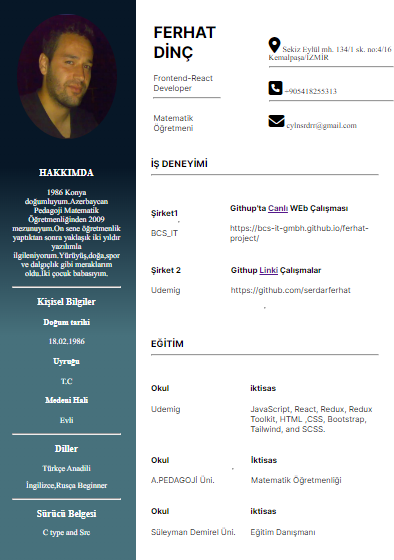 FERHAT
DİNÇ
Frontend-React
Developer
Matematik
Öğretmeni
Sekiz Eylül mh. 134/1 sk. no:4/16
Kemalpaşa/İZMİR
+905418255313
cylnsrdrr@gmail.com
HAKKIMDA
1986 Konya
doğumluyum.Azerbaycan
Pedagoji Matematik
Öğretmenliğinden 2009
mezunuyum.On sene öğretmenlik
yaptıktan sonra yaklaşık iki yıldır
yazılımla
ilgileniyorum.Yürüyüş,doğa,spor
ve dalgıçlık gibi meraklarım
oldu.İki çocuk babasıyım.
Kişisel Bilgiler
Doğum tarihi
18.02.1986
Uyruğu
T.C
Medeni Hali
Evli
Diller
Türkçe Anadili
İngilizce,Rusça Beginner
Sürücü Belgesi
C type and Src
İŞ DENEYİMİ
Şirket1
Githup'ta Canlı WEb Çalışması
BCS_IT
https://bcs-it-gmbh.github.io/ferhat-
project/
Şirket 2
Githup Linki Çalışmalar
Udemig
https://github.com/serdarferhat
EĞİTİM
Okul
iktisas
Udemig
JavaScript, React, Redux, Redux
Toolkit, HTML ,CSS, Bootstrap,
Tailwind, and SCSS.
Okul
İktisas
A.PEDAGOJİ Üni.
Matematik Öğretmenliği
Okul
iktisas
Süleyman Demirel Üni.
Eğitim Danışmanı